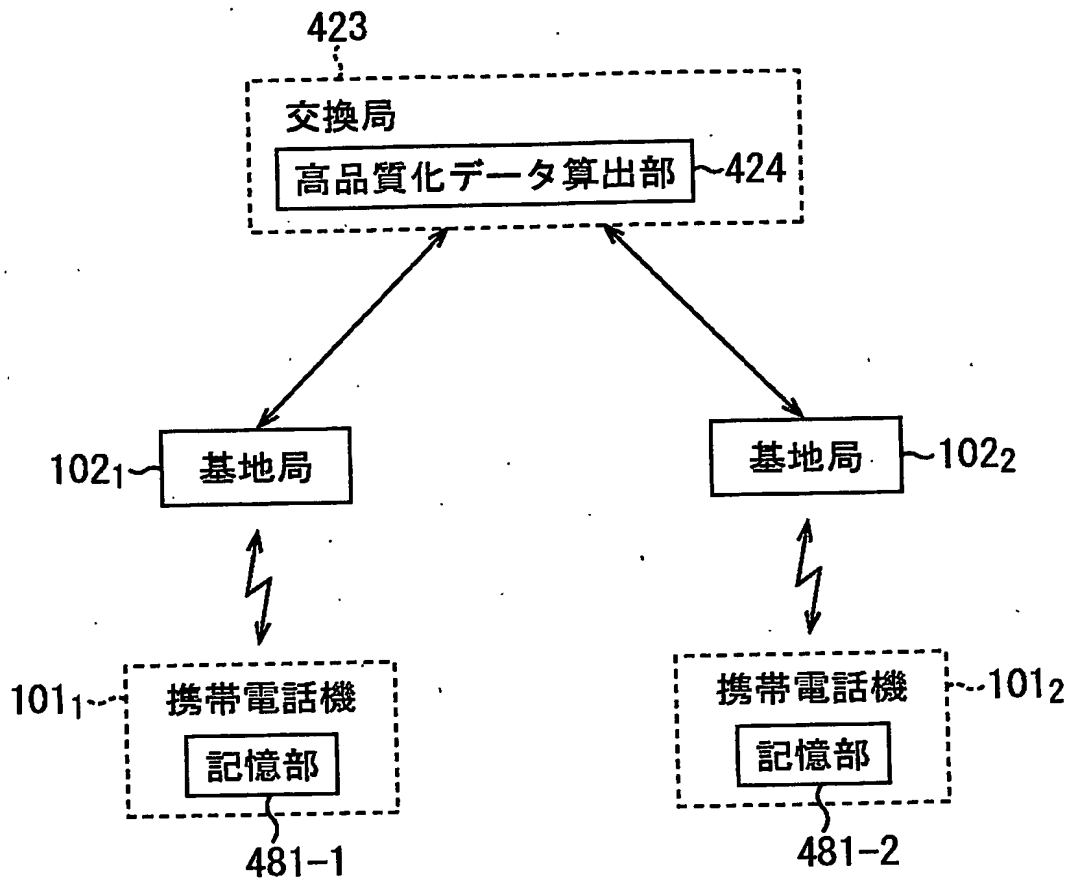 423
交換局
高品質化データ算出部
424
102₁
基地局
基地局
102₂
101₁
携帯電話機
記憶部
481-1
携帯電話機
101₂
記憶部
481-2